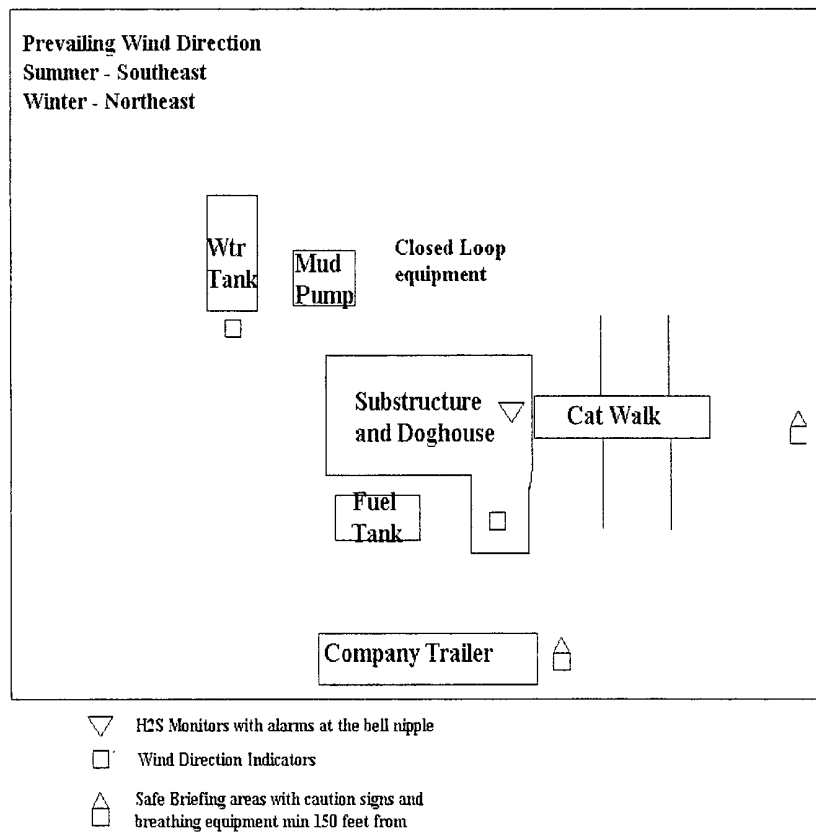 Prevailing Wind Direction
Summer - Southeast
Winter - Northeast
Wtr
Tank
Mud
Pump
Closed Loop
equipment
Substructure
and Doghouse
Cat Walk
Fuel
Tank
Company Trailer
H2S Monitors with alarms at the bell nipple
Wind Direction Indicators
Safe Briefing areas with caution signs and
breathing equipment min 150 feet from